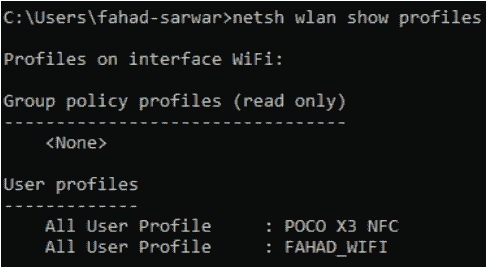 C:\Users\fahad-sarwar>netsh wlan show profiles
Profiles on interface WiFi:
Group policy profiles (read only)
---------------------------------
    <None>
User profiles
-------------
    All User Profile     : POCO X3 NFC
    All User Profile     : FAHAD_WIFI